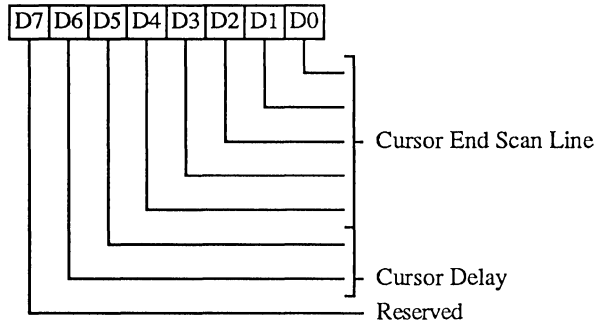 D7 D6 D5 D4 D3 D2 D1 D0
Cursor End Scan Line
Cursor Delay
Reserved